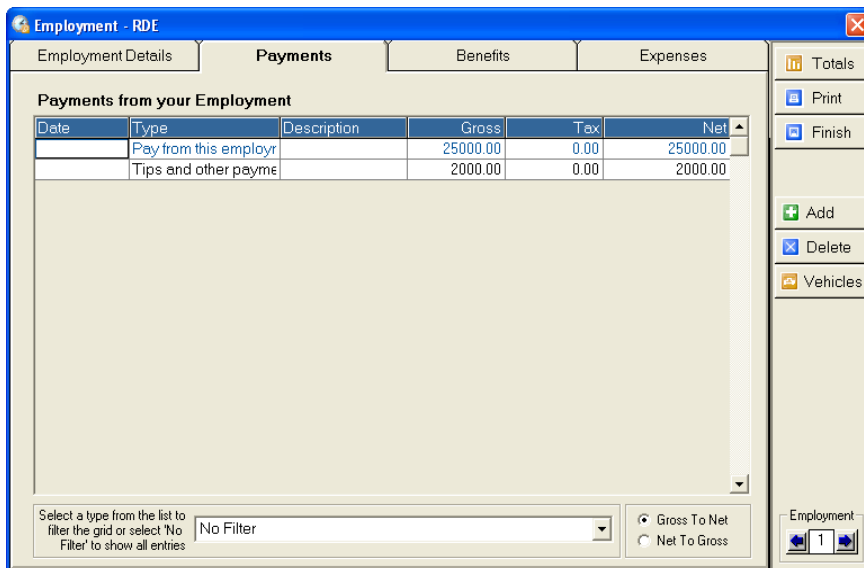 Employment - RDE
Employment Details Payments Benefits Expenses
Totals
Print
Finish
Payments from your Employment
Date Type Description Gross Tax Net
Pay from this employr 25000.00 0.00 25000.00
Tips and other payme 2000.00 0.00 2000.00
Add
Delete
Vehicles
Select a type from the list to
filter the grid or select 'No
Filter' to show all entries
No Filter
Gross To Net
Net To Gross
Employment
1